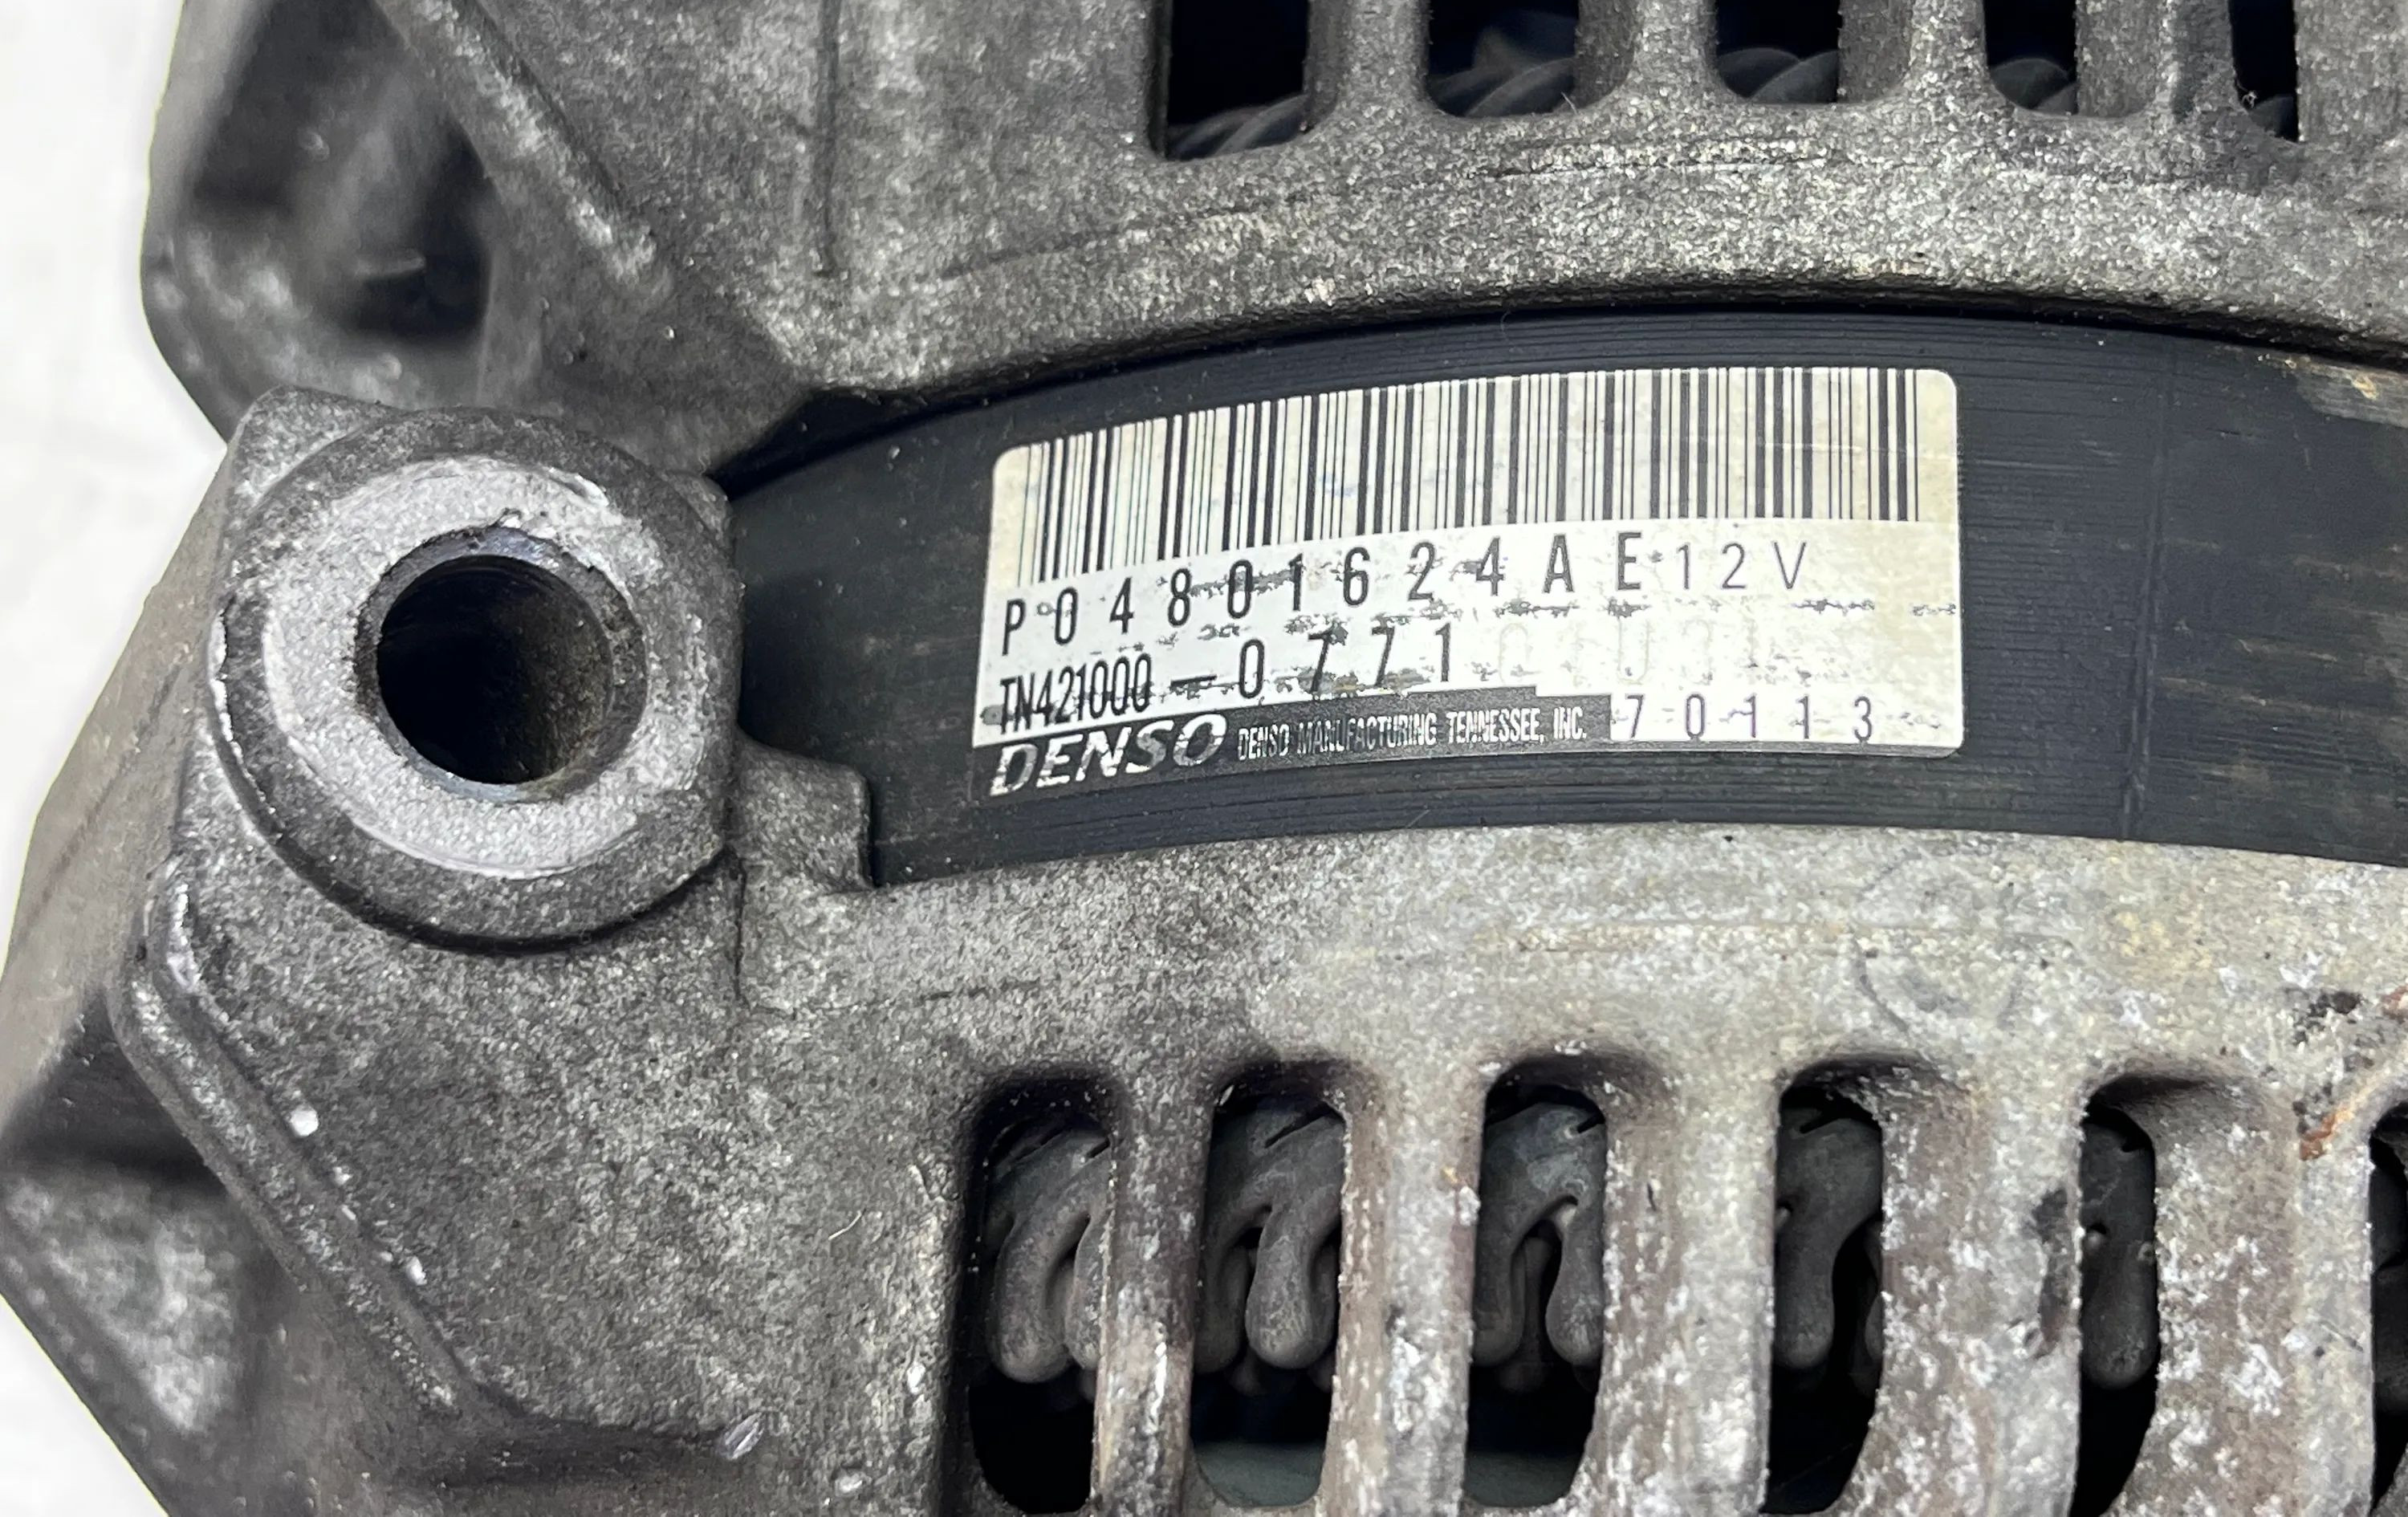 P04801624AE 12V
TN421000-0771
DENSO DENSO MANUFACTURING TENNESSEE, INC. 70113